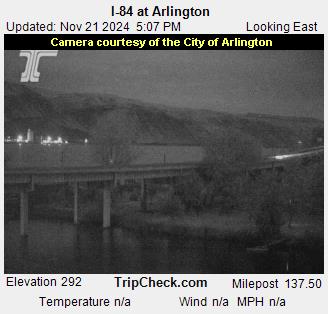 I-84 at Arlington
Updated: Nov 21 2024 5:07 PM Looking East
Camera courtesy of the City of Arlington
Elevation 292 TripCheck.com Milepost 137.50
Temperature n/a Wind n/a MPH n/a